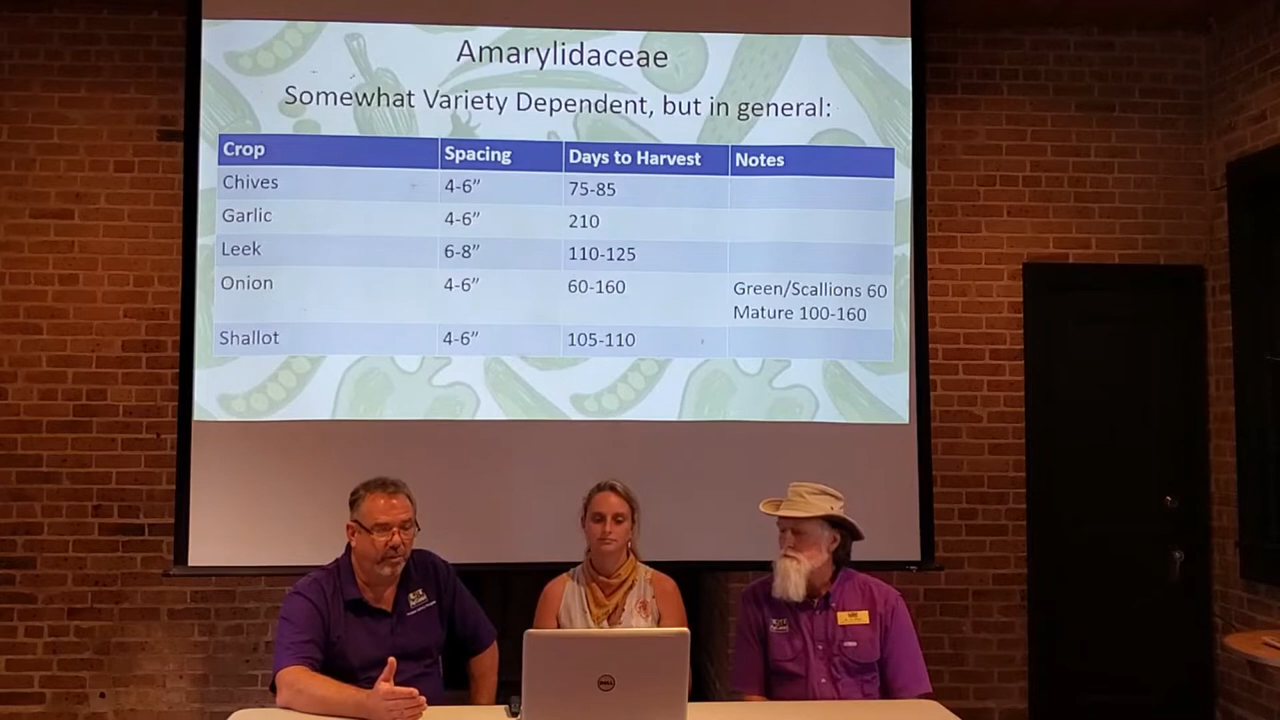 Amarylidaceae
Somewhat Variety Dependent, but in general:
Crop Spacing Days to Harvest Notes
Chives 4-6” 75-85
Garlic 4-6” 210
Leek 6-8” 110-125
Onion 4-6” 60-160 Green/Scallions 60
Mature 100-160
Shallot 4-6” 105-110
DELL